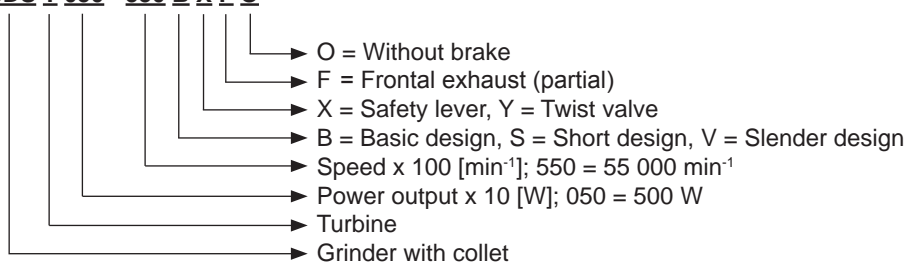 O = Without brake
F = Frontal exhaust (partial)
X = Safety lever, Y = Twist valve
B = Basic design, S = Short design, V = Slender design
Speed x 100 [min⁻¹]; 550 = 55 000 min⁻¹
Power output x 10 [W]; 050 = 500 W
Turbine
Grinder with collet